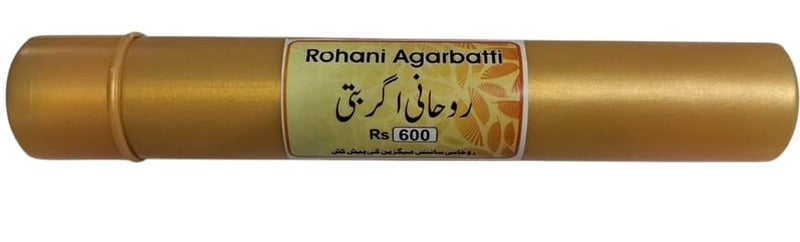 Rohani Agarbatti
روحانی اگربتی
Rs 600
روحانی سائنس میگزین کی پیش کش